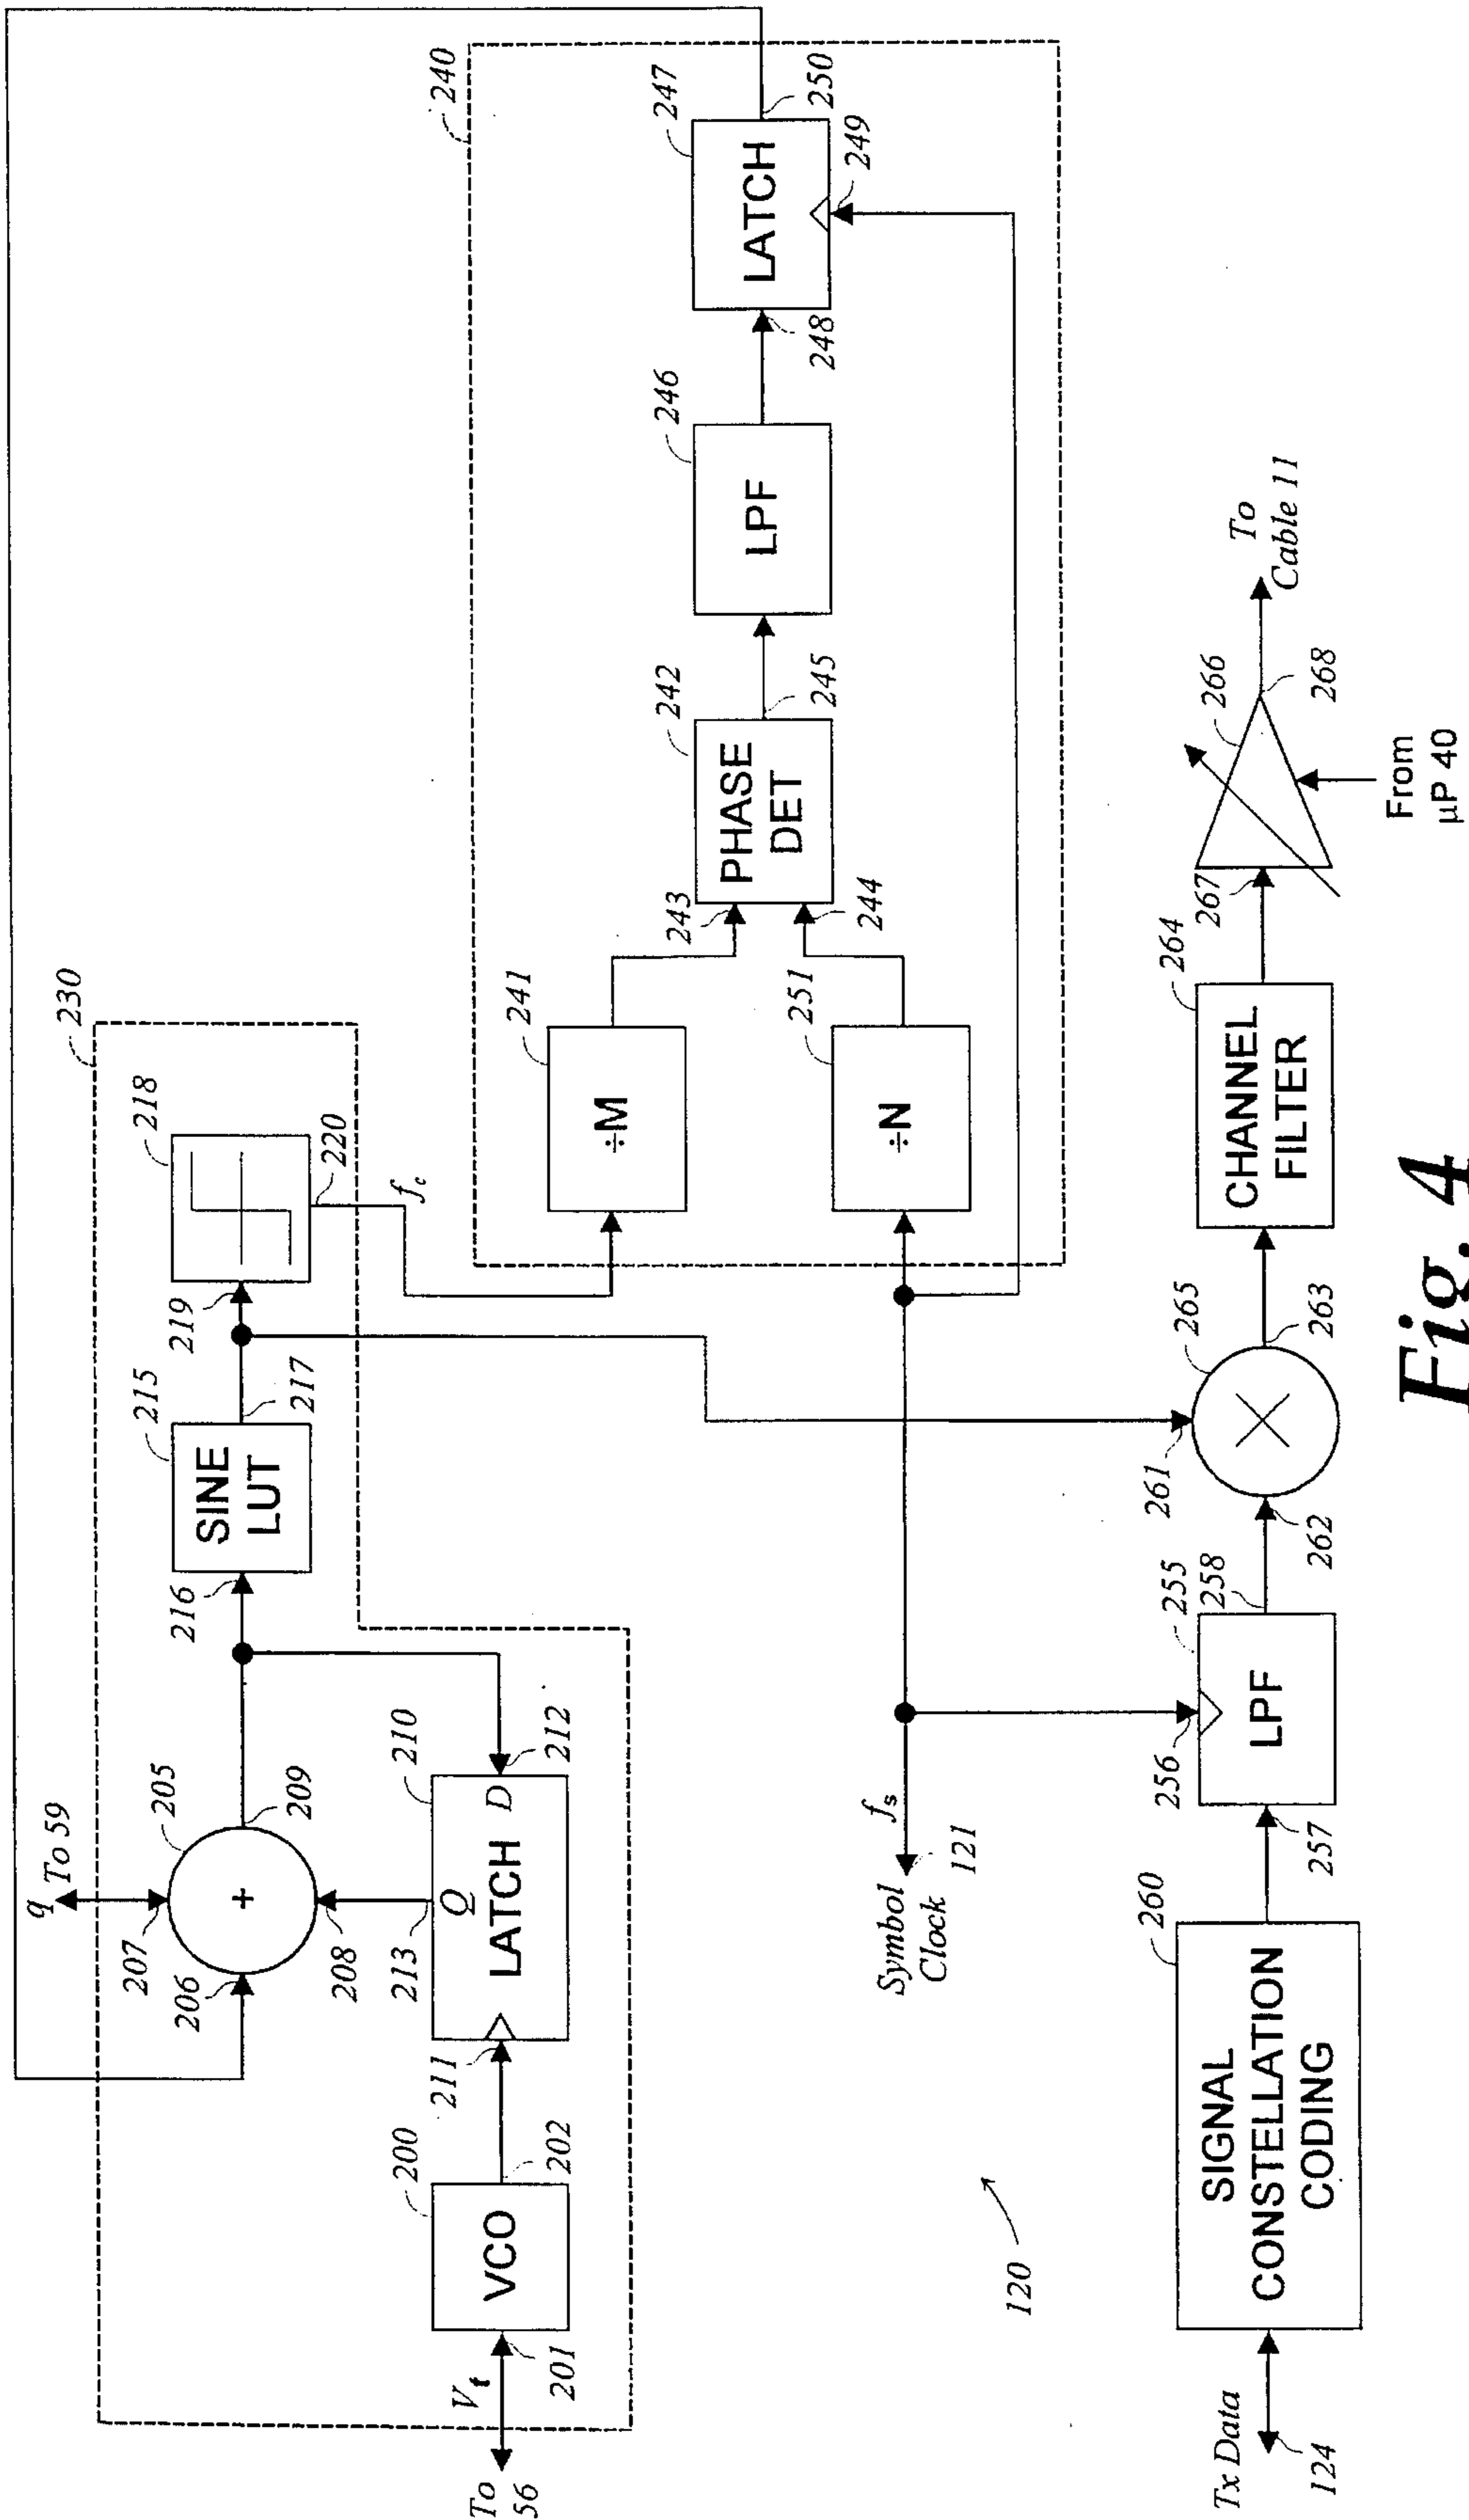 230
240
q To 59
207
205
206
209
208
213
Q
D
LATCH
210
212
211
VCO
200
202
201
Vt
To
56
216
SINE
LUT
215
217
219
218
220
fc
÷M
241
÷N
251
243
244
PHASE
DET
242
245
LPF
246
248
LATCH
247
249
250
Symbol
Clock
fs
121
120
Tx Data
124
SIGNAL
CONSTELLATION
CODING
260
257
256
LPF
255
258
262
261
265
263
CHANNEL
FILTER
264
267
266
268
To
Cable 11
From
µP 40
Fig. 4